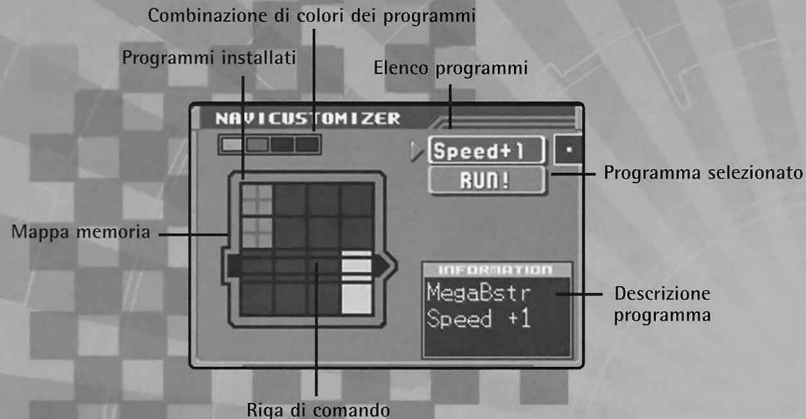 Combinazione di colori dei programmi
Programmi installati
Elenco programmi
NAVICUSTOMIZER
Speed+1
RUN!
Programma selezionato
Mappa memoria
INFORMATION
MegaBstr
Speed +1
Descrizione
programma
Riga di comando